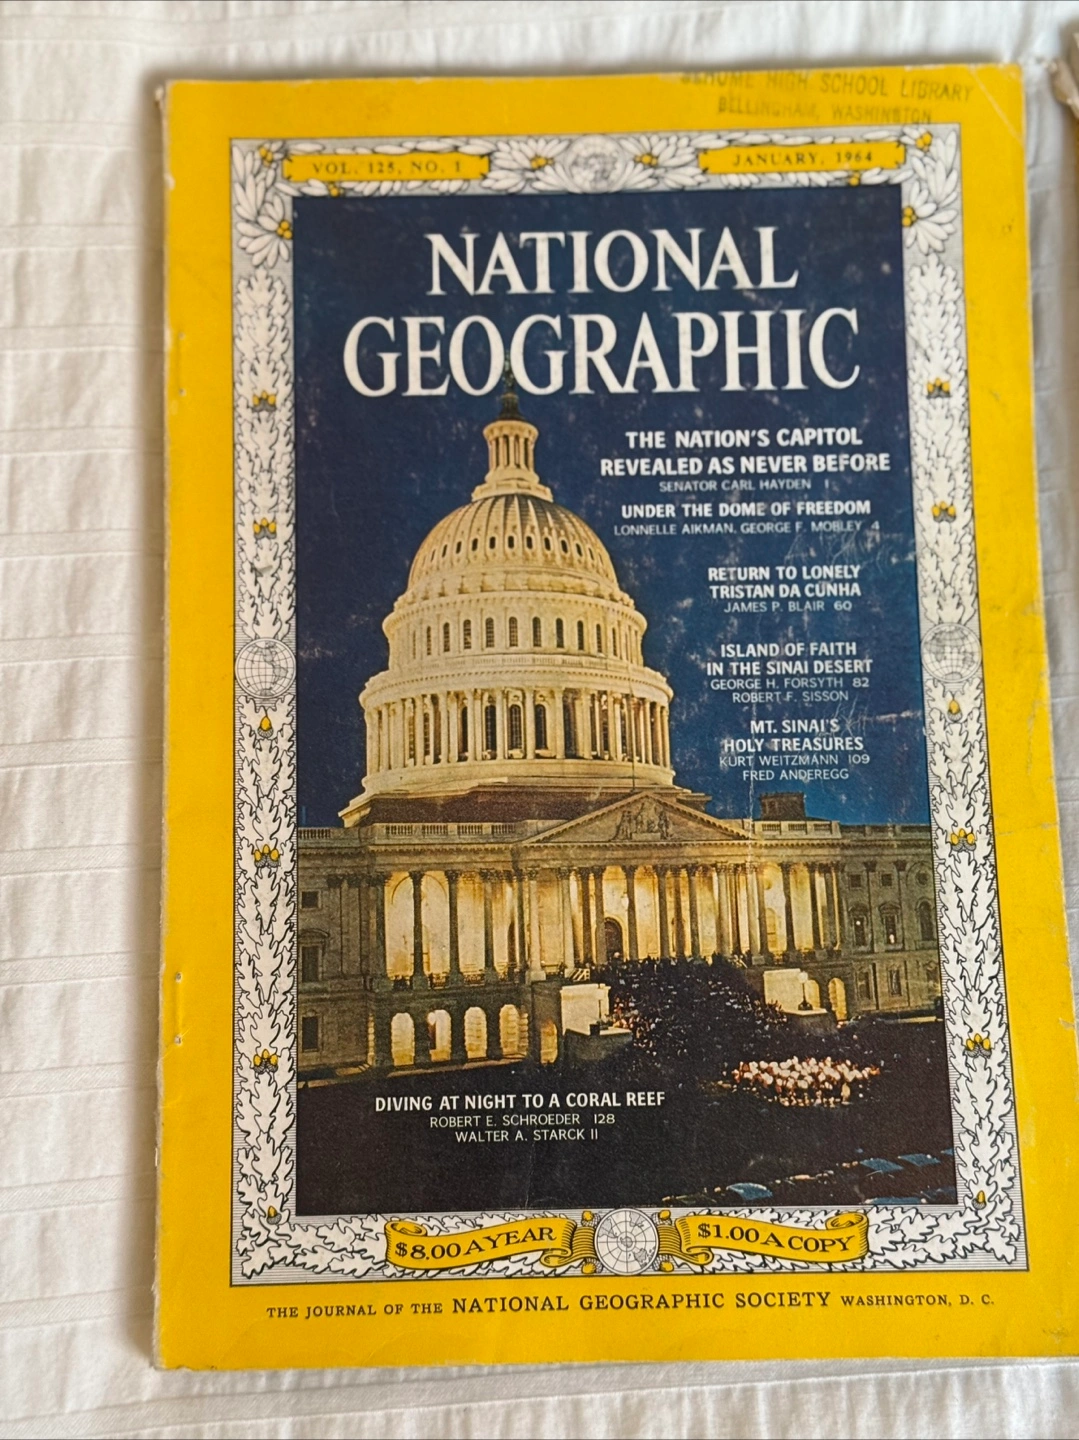 SEHOME HIGH SCHOOL LIBRARY
BELLINGHAM, WASHINGTON
VOL. 125, NO. 1
JANUARY, 1964
NATIONAL
GEOGRAPHIC
THE NATION'S CAPITOL
REVEALED AS NEVER BEFORE
SENATOR CARL HAYDEN 1
UNDER THE DOME OF FREEDOM
LONNELLE AIKMAN, GEORGE F. MOBLEY 4
RETURN TO LONELY
TRISTAN DA CUNHA
JAMES P. BLAIR 60
ISLAND OF FAITH
IN THE SINAI DESERT
GEORGE H. FORSYTH 82
ROBERT F. SISSON
MT. SINAI'S
HOLY TREASURES
KURT WEITZMANN 109
FRED ANDEREGG
DIVING AT NIGHT TO A CORAL REEF
ROBERT E. SCHROEDER 128
WALTER A. STARCK II
$8.00 A YEAR
$1.00 A COPY
THE JOURNAL OF THE NATIONAL GEOGRAPHIC SOCIETY WASHINGTON, D. C.